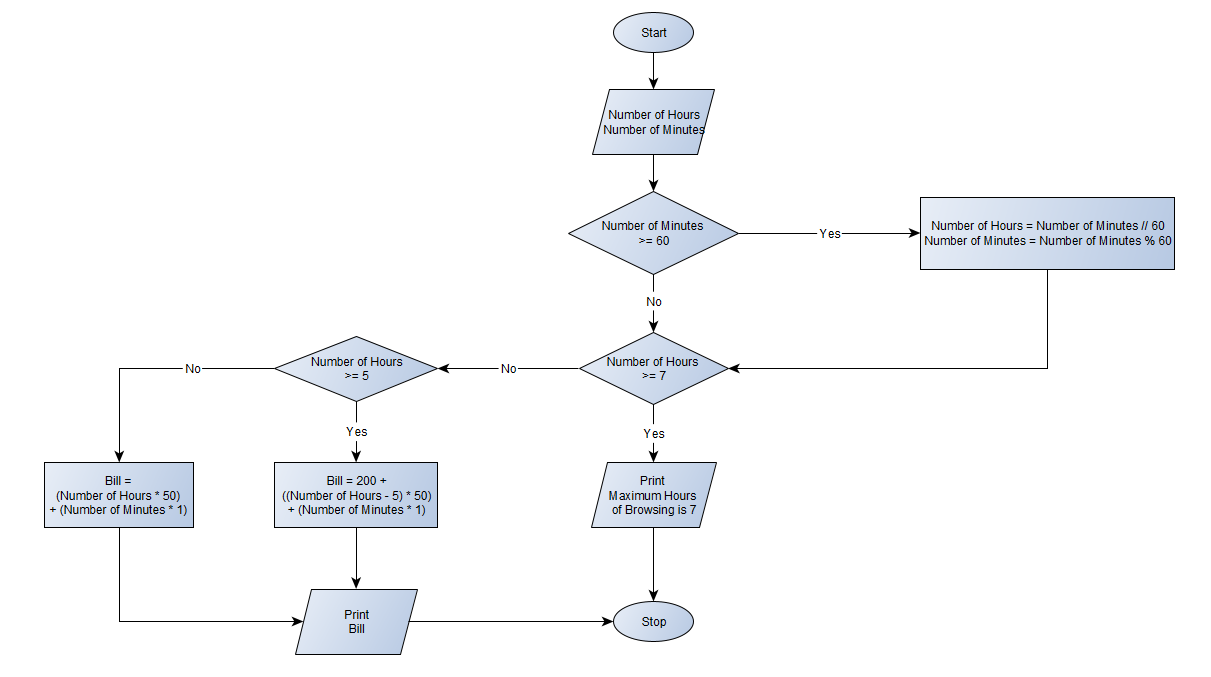 Start
Number of Hours
Number of Minutes
Number of Minutes
>= 60
Yes
Number of Hours = Number of Minutes // 60
Number of Minutes = Number of Minutes % 60
No
Number of Hours
>= 7
No
Number of Hours
>= 5
No
Yes
Yes
Bill =
(Number of Hours * 50)
+ (Number of Minutes * 1)
Bill = 200 +
((Number of Hours - 5) * 50)
+ (Number of Minutes * 1)
Print
Maximum Hours
of Browsing is 7
Print
Bill
Stop